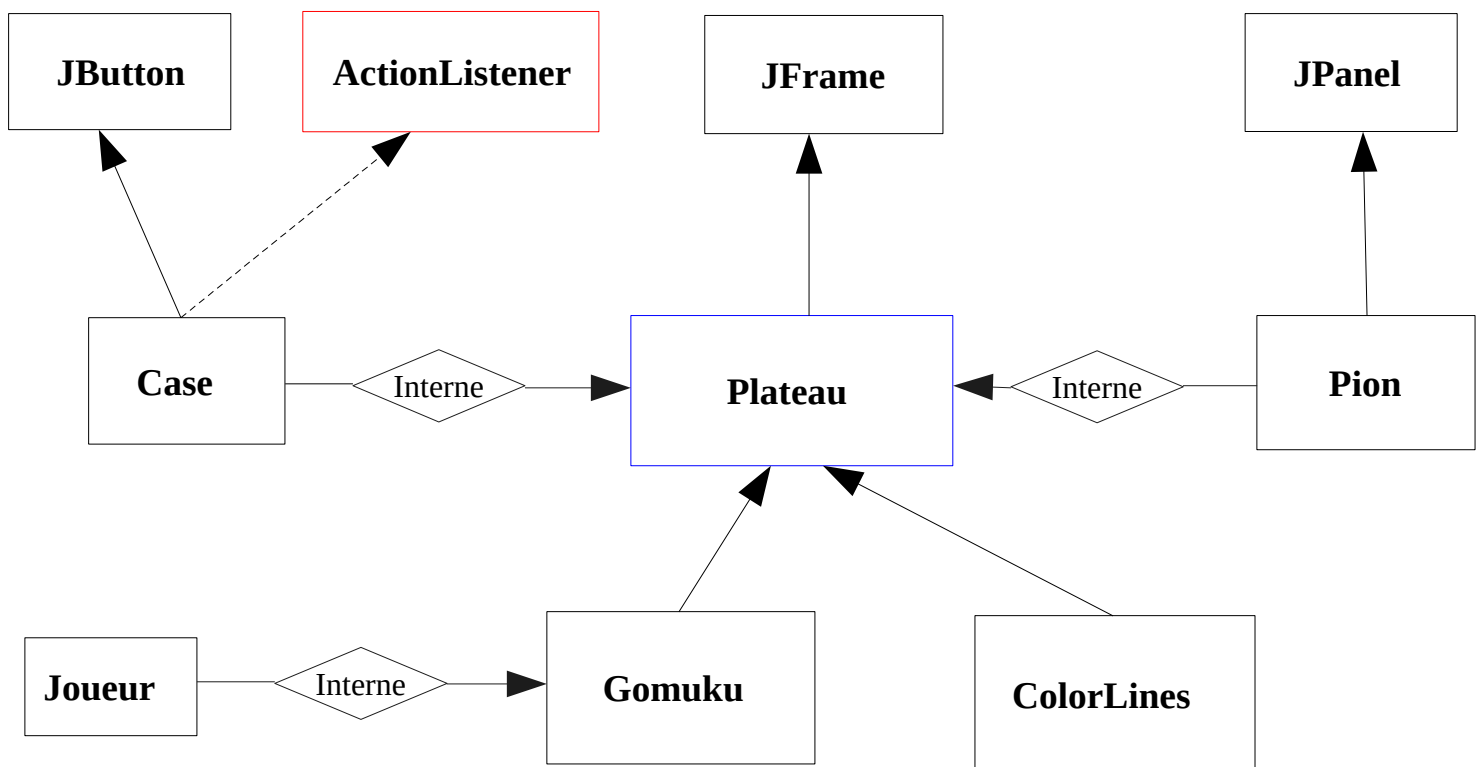 JButton
ActionListener
JFrame
JPanel
Case
Interne
Plateau
Interne
Pion
Joueur
Interne
Gomuku
ColorLines